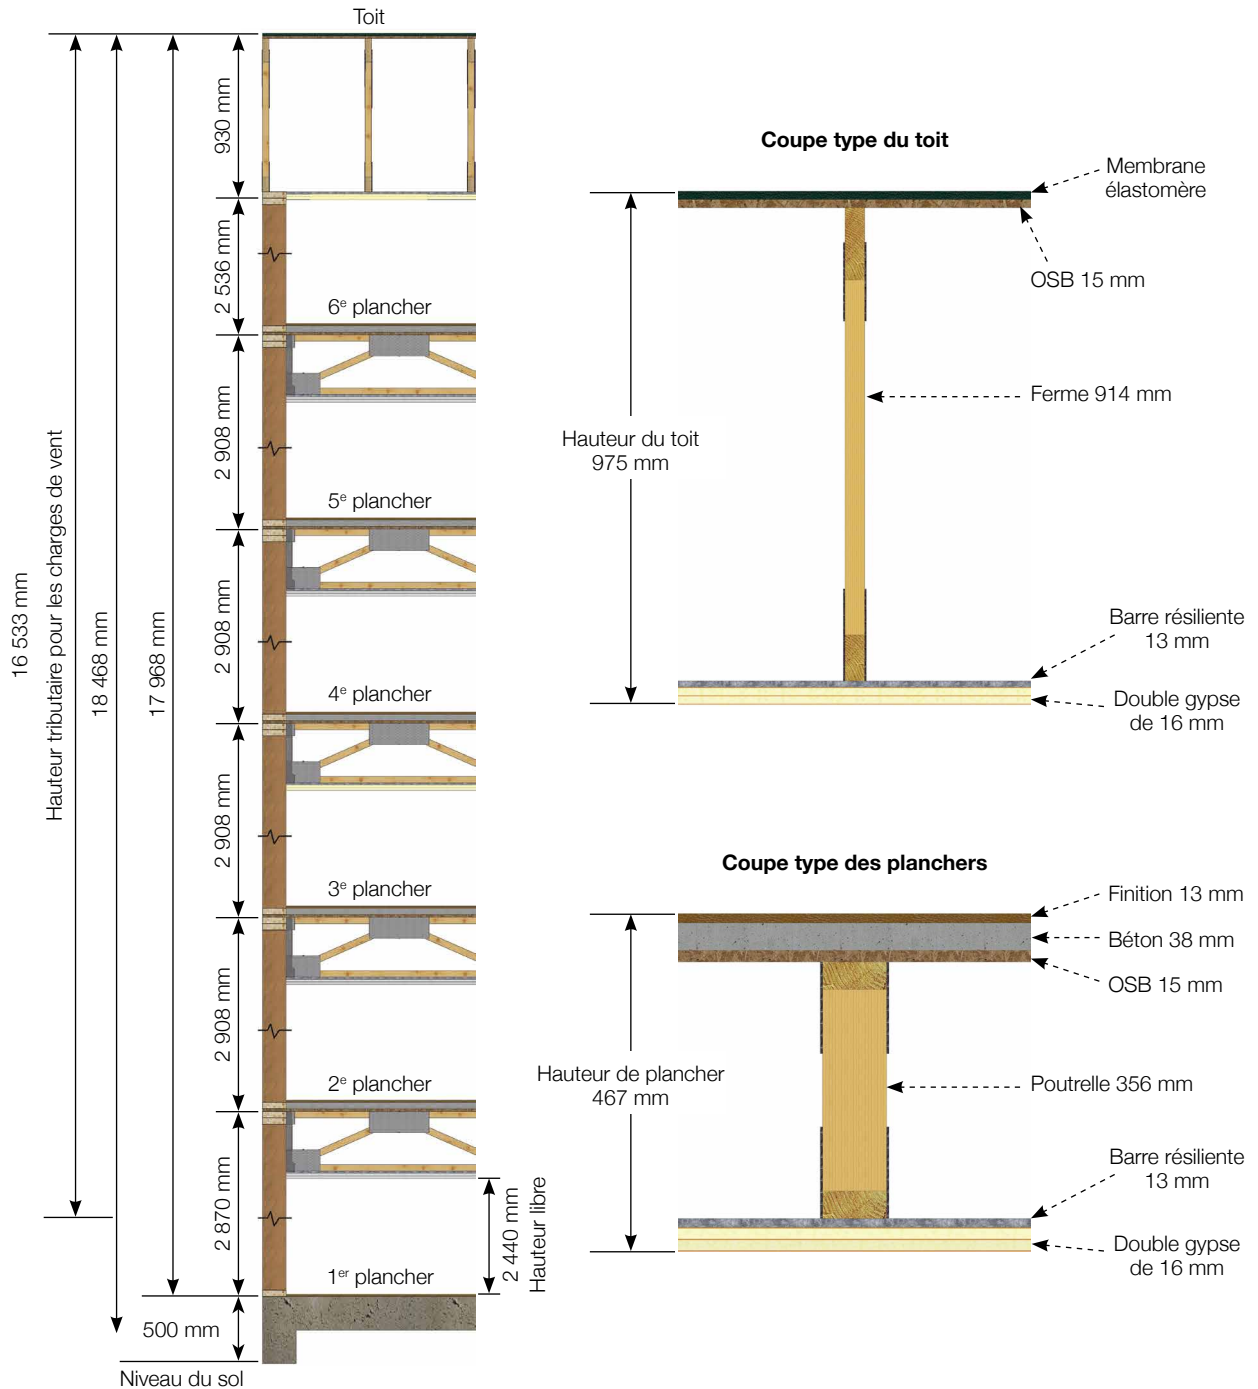 Toit
930 mm
2 536 mm
6e plancher
2 908 mm
5e plancher
2 908 mm
4e plancher
2 908 mm
3e plancher
2 908 mm
2e plancher
2 870 mm
1er plancher
2 440 mm
Hauteur libre
500 mm
Niveau du sol
16 533 mm
Hauteur tributaire pour les charges de vent
18 468 mm
17 968 mm
Coupe type du toit
Membrane
élastomère
OSB 15 mm
Ferme 914 mm
Hauteur du toit
975 mm
Barre résiliente
13 mm
Double gypse
de 16 mm
Coupe type des planchers
Finition 13 mm
Béton 38 mm
OSB 15 mm
Hauteur de plancher
467 mm
Poutrelle 356 mm
Barre résiliente
13 mm
Double gypse
de 16 mm